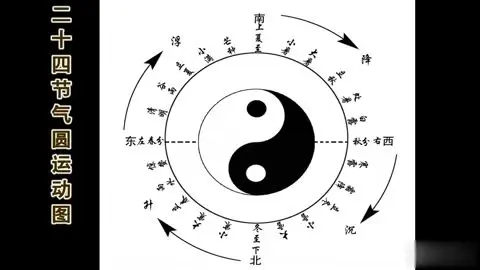 二十四节气圆运动图
南
上
夏至
小暑
大暑
立秋
处暑
白露
秋分 右 西
寒露
霜降
立冬
小雪
大雪
冬至
下
北
小寒
大寒
立春
雨水
惊蛰
东 左 春分
清明
谷雨
立夏
小满
芒种
浮
降
沉
升